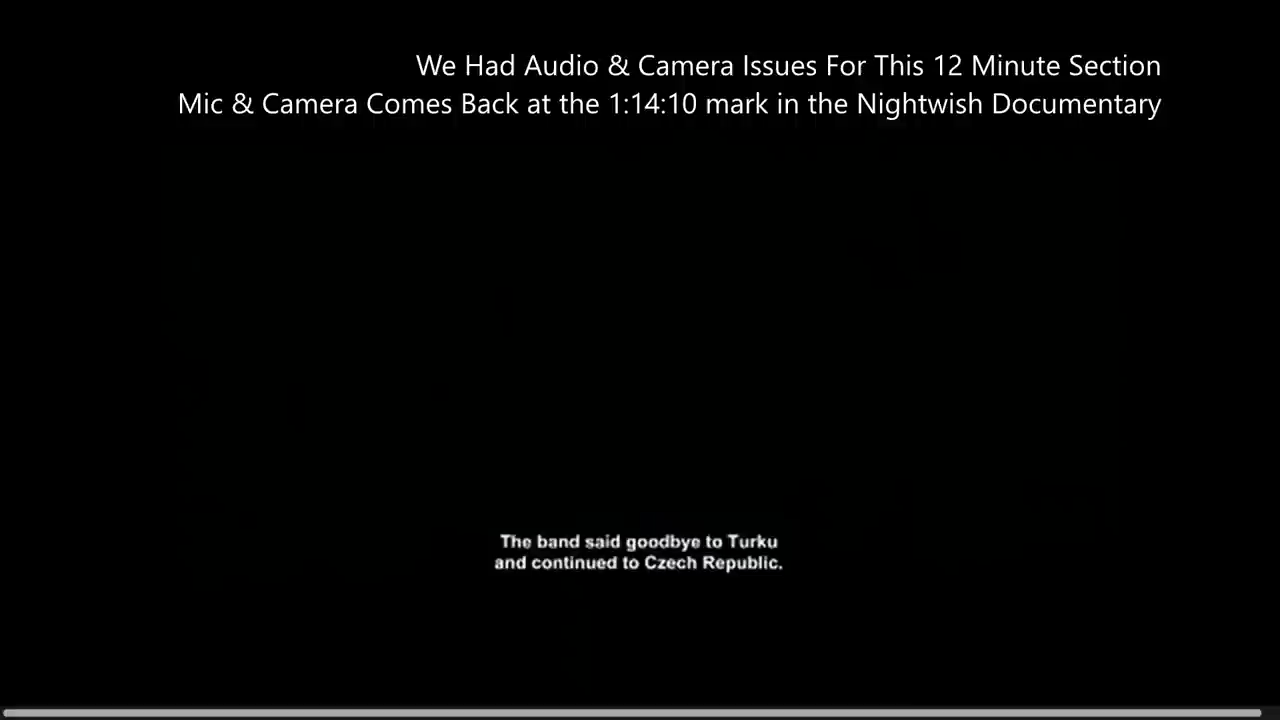 We Had Audio & Camera Issues For This 12 Minute Section
Mic & Camera Comes Back at the 1:14:10 mark in the Nightwish Documentary
The band said goodbye to Turku
and continued to Czech Republic.